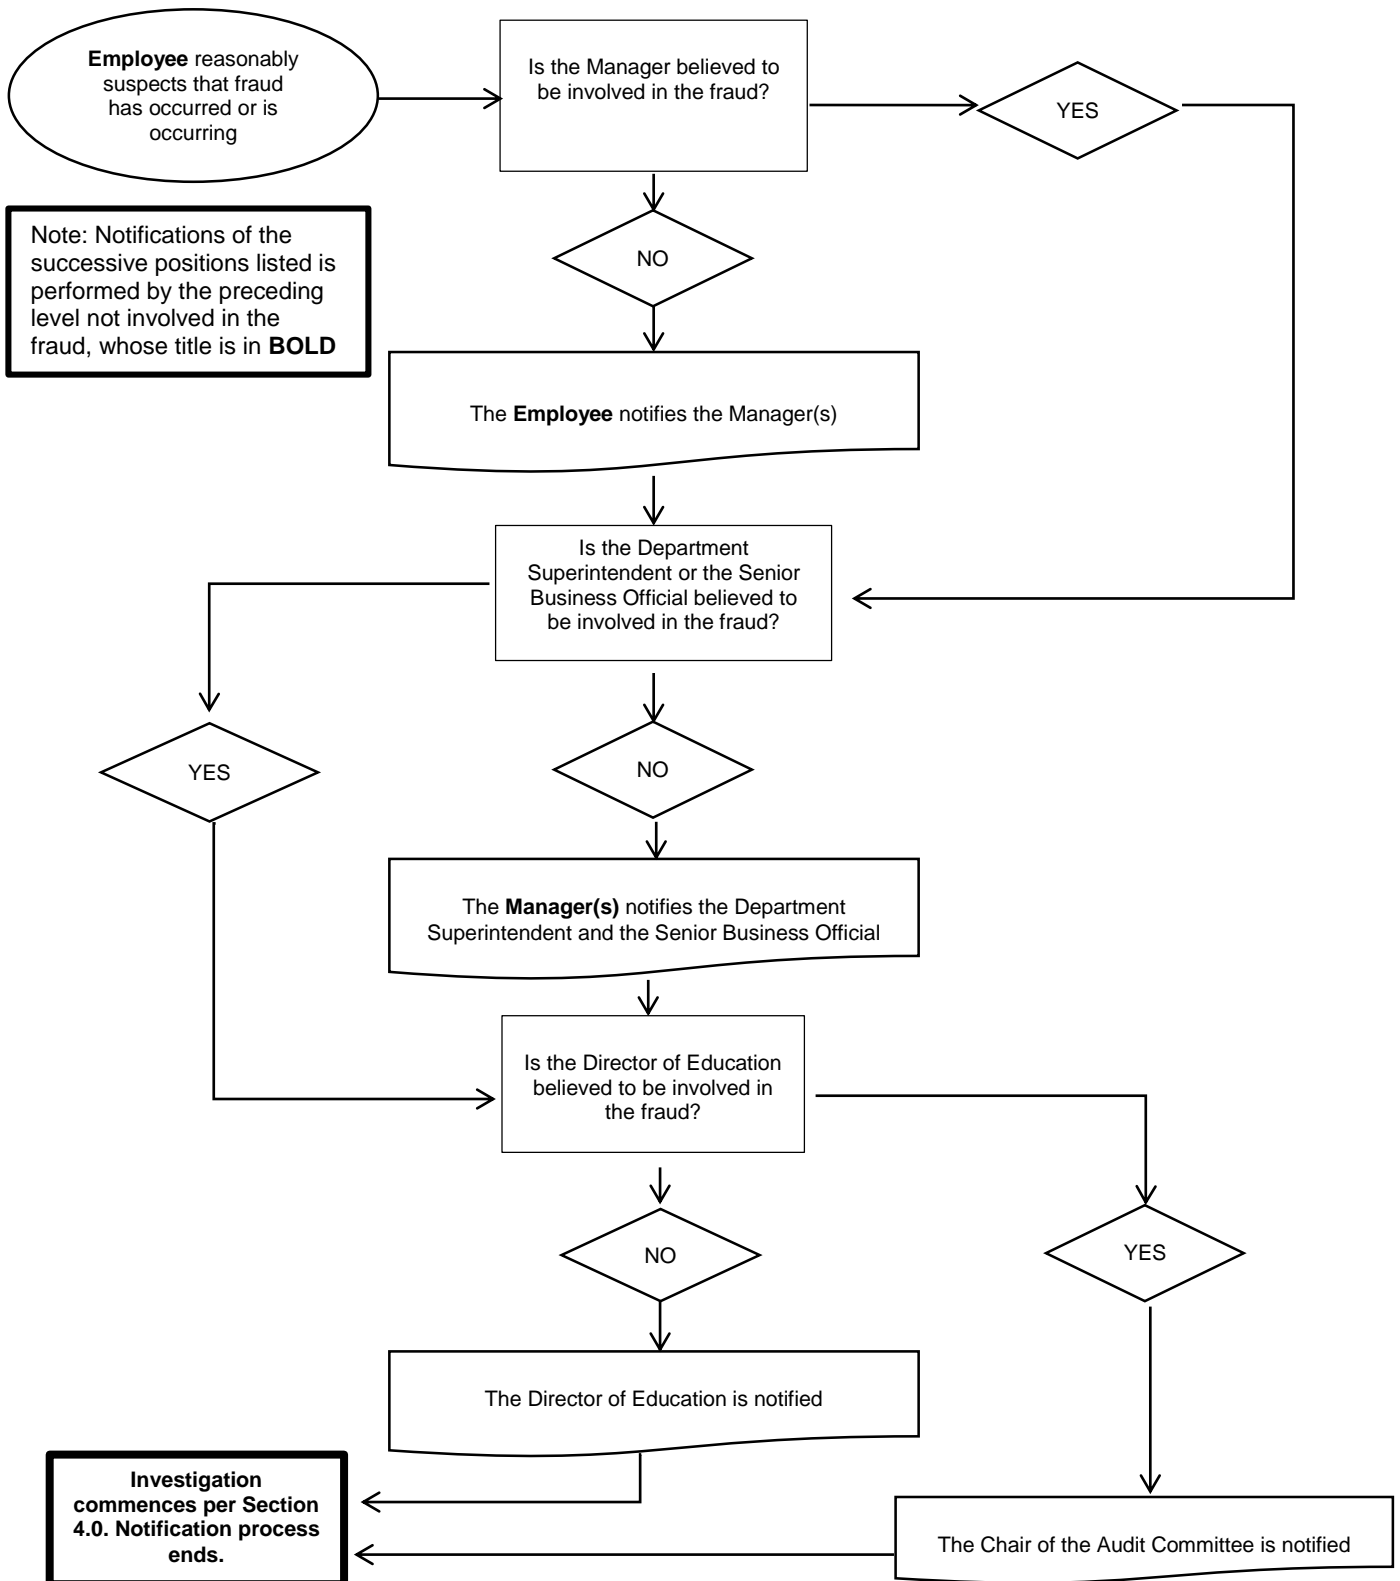 Employee reasonably
suspects that fraud
has occurred or is
occurring
Is the Manager believed to
be involved in the fraud?
YES
Note: Notifications of the
successive positions listed is
performed by the preceding
level not involved in the
fraud, whose title is in BOLD
NO
The Employee notifies the Manager(s)
Is the Department
Superintendent or the Senior
Business Official believed to
be involved in the fraud?
YES
NO
The Manager(s) notifies the Department
Superintendent and the Senior Business Official
Is the Director of Education
believed to be involved in
the fraud?
NO
YES
The Director of Education is notified
Investigation
commences per Section
4.0. Notification process
ends.
The Chair of the Audit Committee is notified